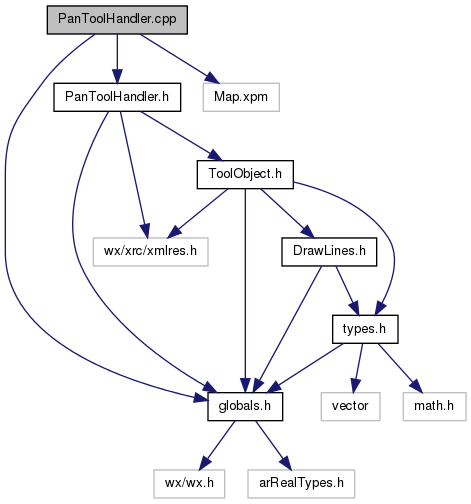 PanToolHandler.cpp
PanToolHandler.h
Map.xpm
ToolObject.h
wx/xrc/xmlres.h
DrawLines.h
types.h
globals.h
vector
math.h
wx/wx.h
arRealTypes.h